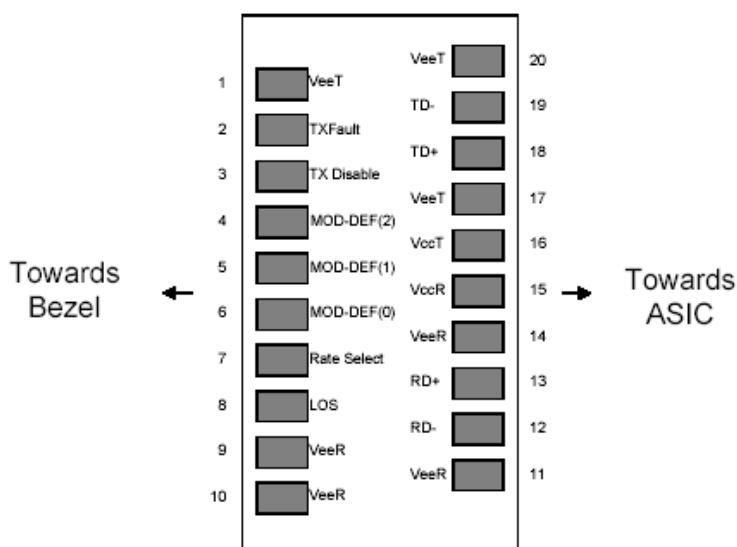 VeeT 20
1 VeeT
TD- 19
2 TXFault
TD+ 18
3 TX Disable
VeeT 17
4 MOD-DEF(2)
VccT 16
5 MOD-DEF(1)
Towards
Bezel
VccR 15
Towards
ASIC
6 MOD-DEF(0)
VeeR 14
7 Rate Select
RD+ 13
8 LOS
RD- 12
9 VeeR
VeeR 11
10 VeeR